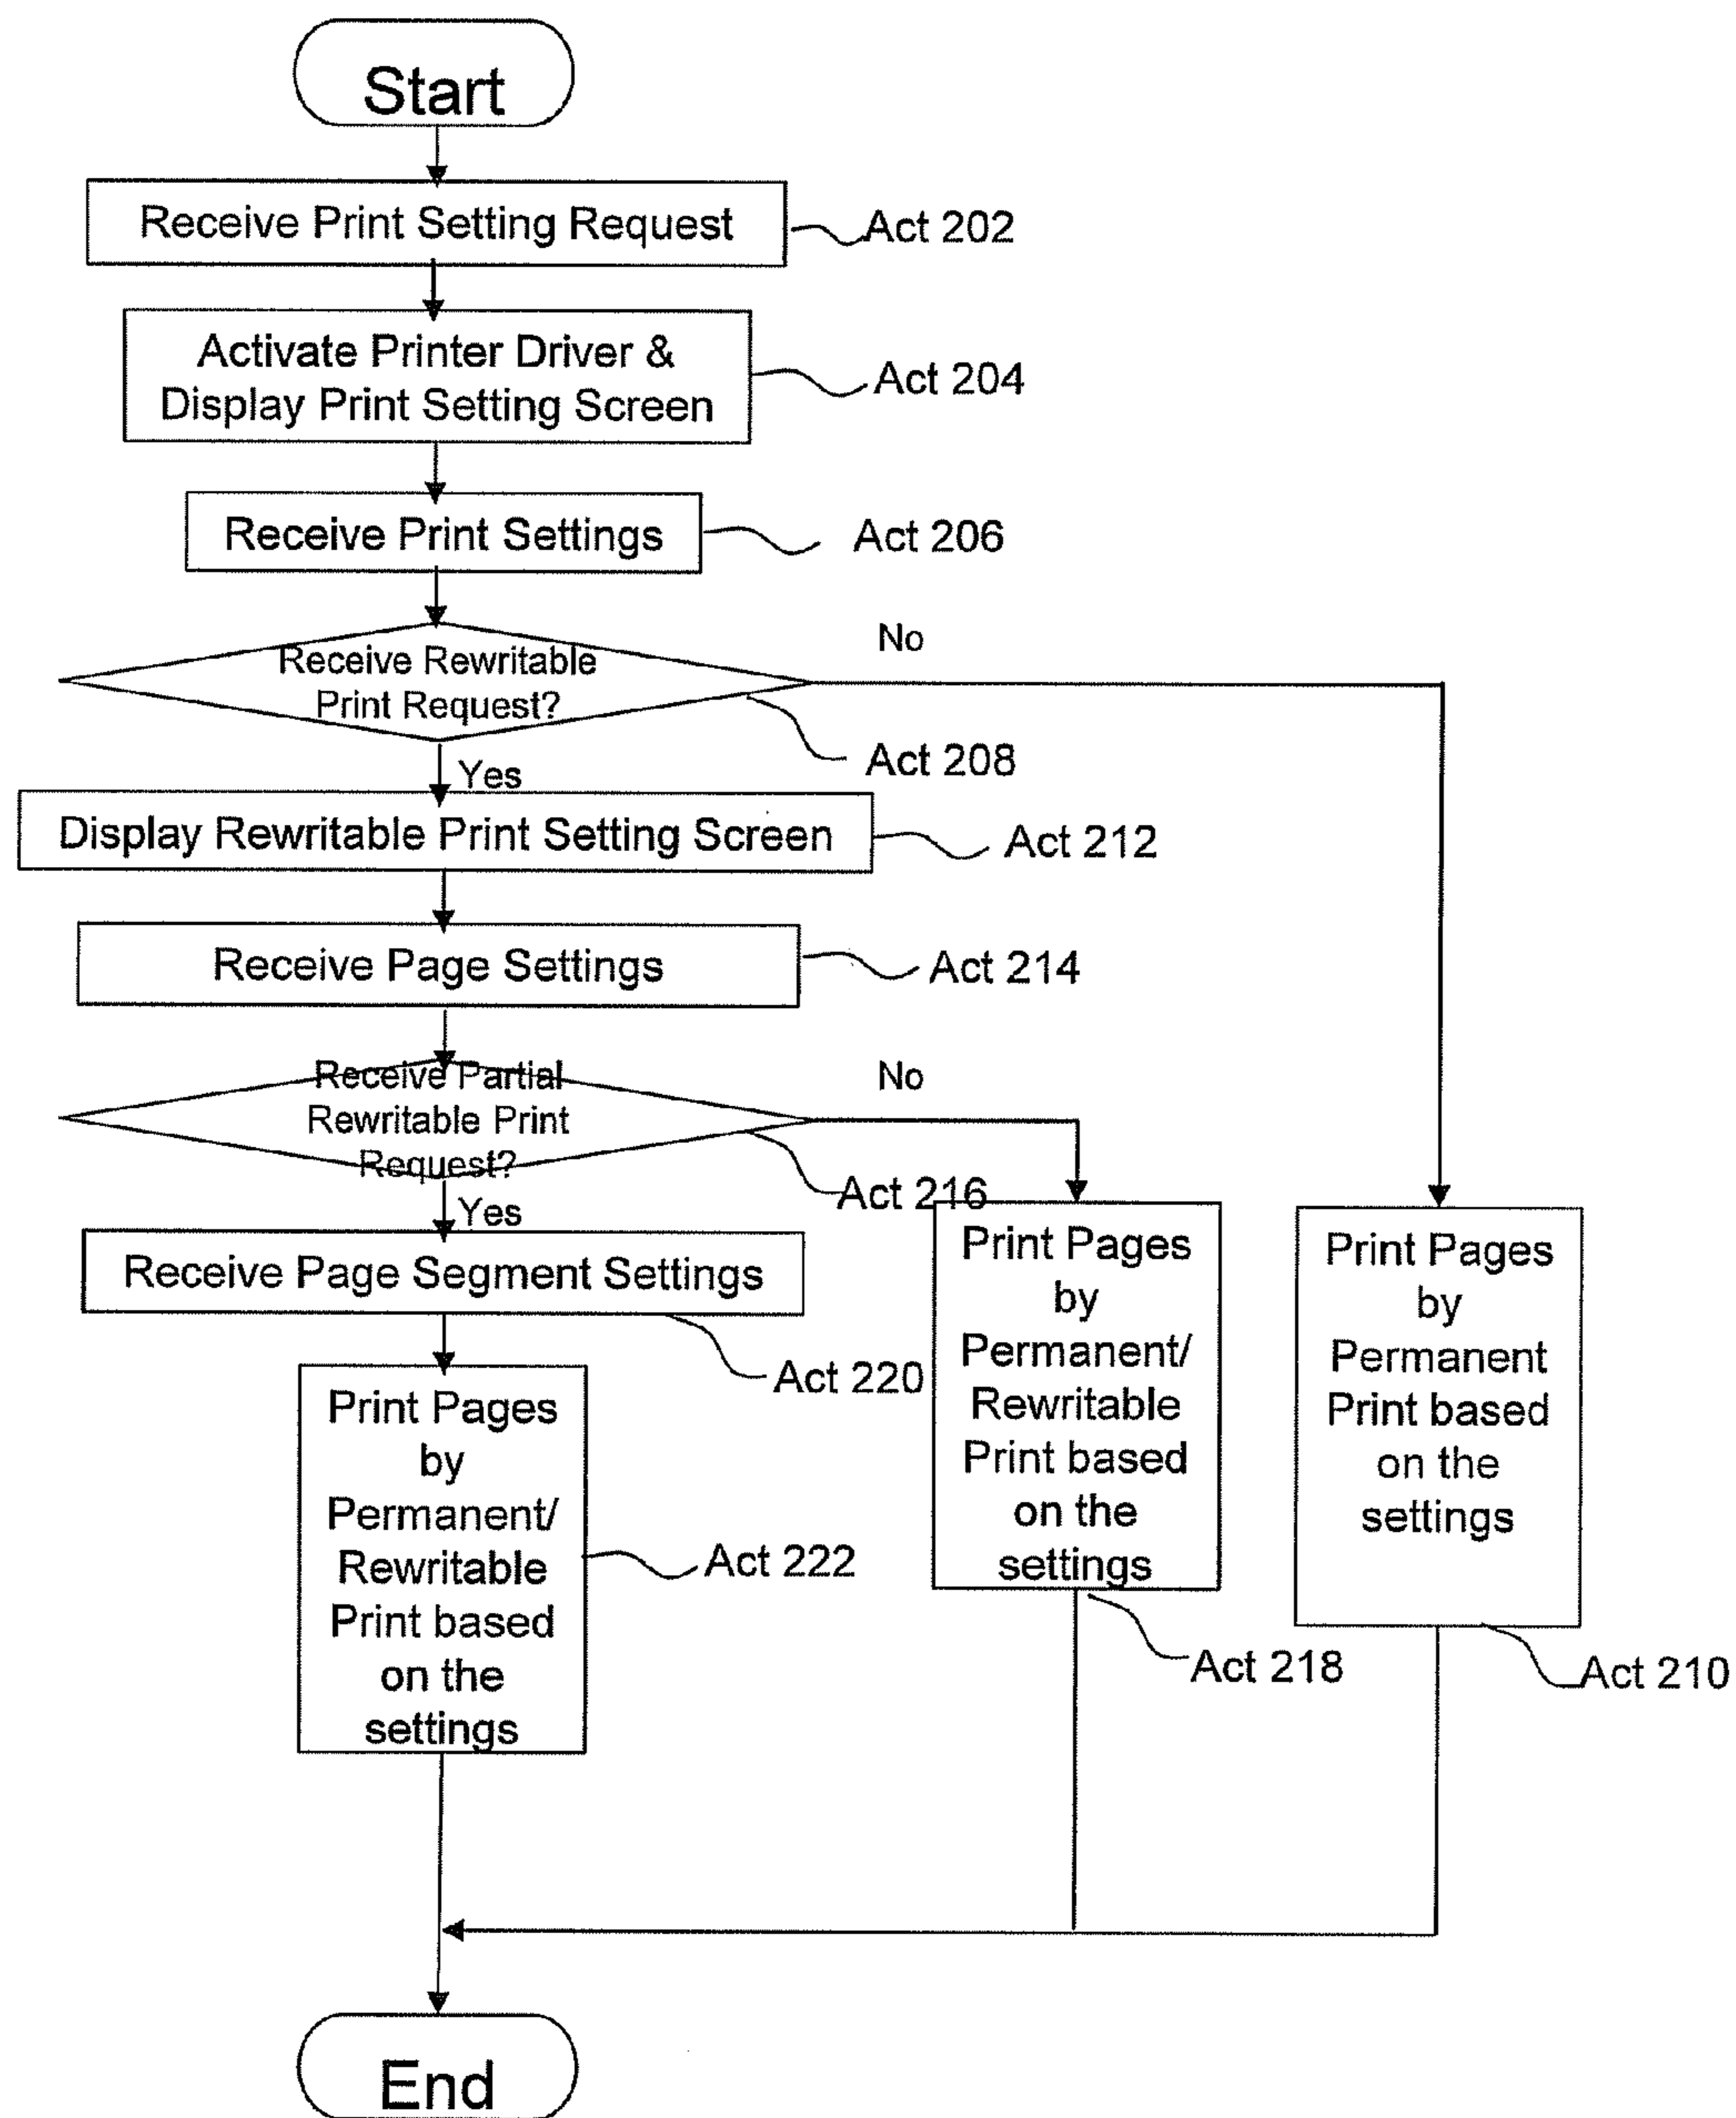 Start
Receive Print Setting Request
Act 202
Activate Printer Driver &
Display Print Setting Screen
Act 204
Receive Print Settings
Act 206
Receive Rewritable
Print Request?
No
Act 208
Yes
Display Rewritable Print Setting Screen
Act 212
Receive Page Settings
Act 214
Receive Partial
Rewritable Print
Request?
No
Act 216
Yes
Receive Page Segment Settings
Act 220
Print Pages
by
Permanent/
Rewritable
Print based
on the
settings
Act 222
Print Pages
by
Permanent/
Rewritable
Print based
on the
settings
Act 218
Print Pages
by
Permanent
Print based
on the
settings
Act 210
End